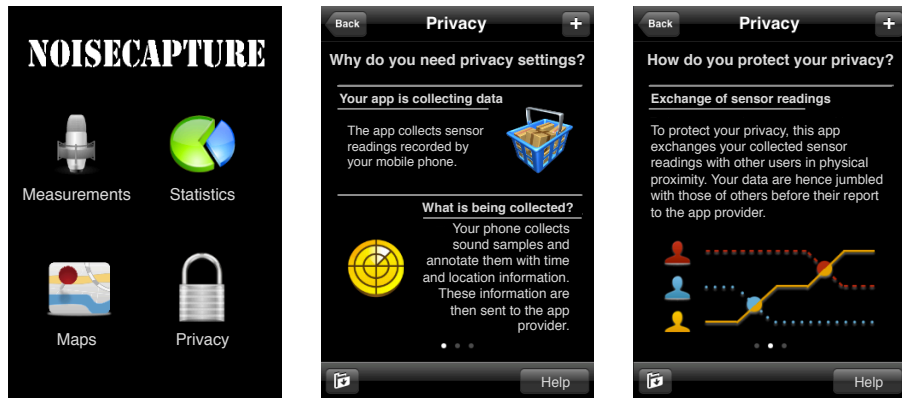 NOISECAPTURE
Measurements
Statistics
Maps
Privacy
Back
Privacy
+
Why do you need privacy settings?
Your app is collecting data
The app collects sensor
readings recorded by
your mobile phone.
What is being collected?
Your phone collects
sound samples and
annotate them with time
and location information.
These information are
then sent to the app
provider.
Help
Back
Privacy
+
How do you protect your privacy?
Exchange of sensor readings
To protect your privacy, this app
exchanges your collected sensor
readings with other users in physical
proximity. Your data are hence jumbled
with those of others before their report
to the app provider.
Help